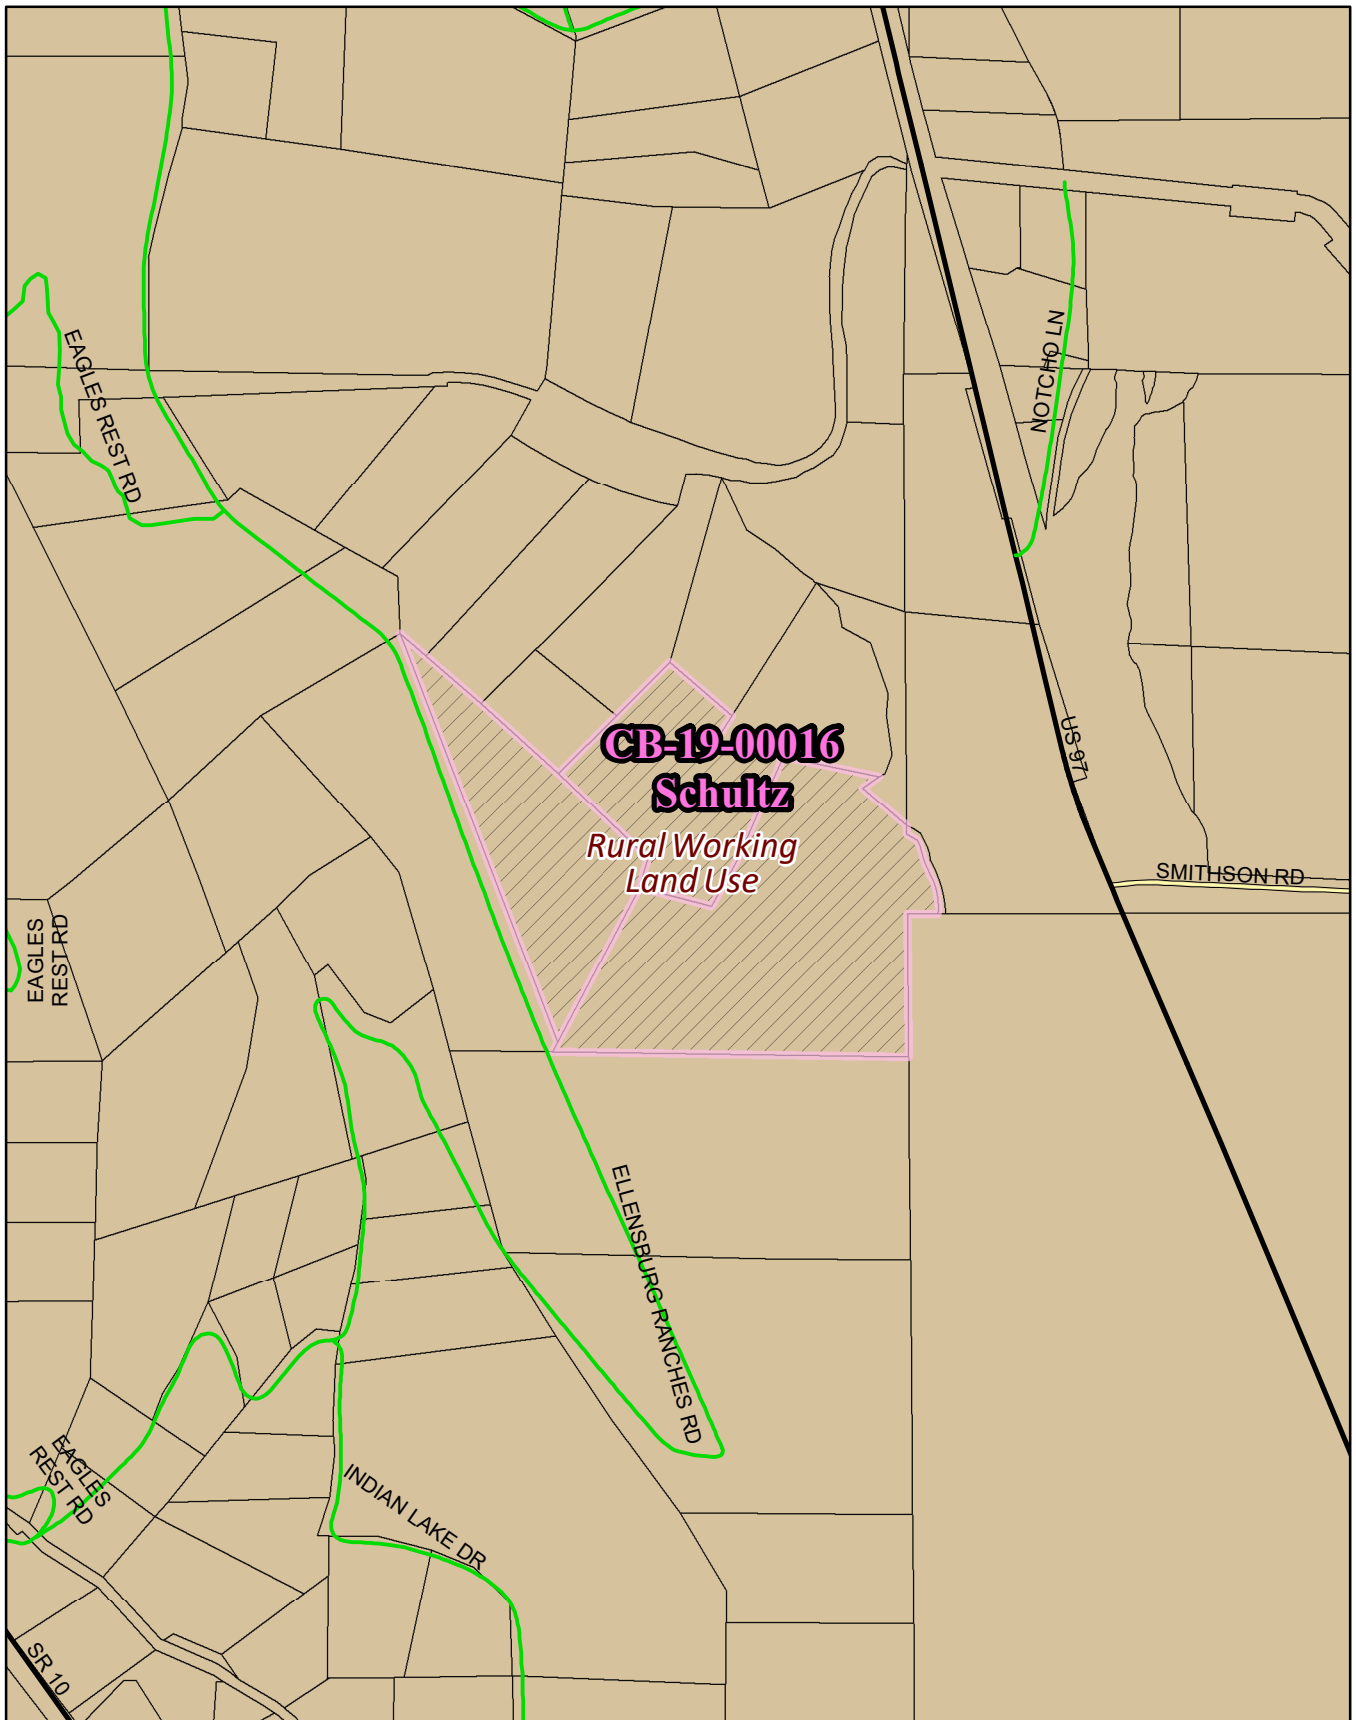 EAGLES REST RD
NOTCHO LN
US 97
CB-19-00016
Schultz
Rural Working
Land Use
SMITHSON RD
EAGLES
REST RD
ELLENSBURG RANCHES RD
EAGLES
REST RD
INDIAN LAKE DR
SR 10